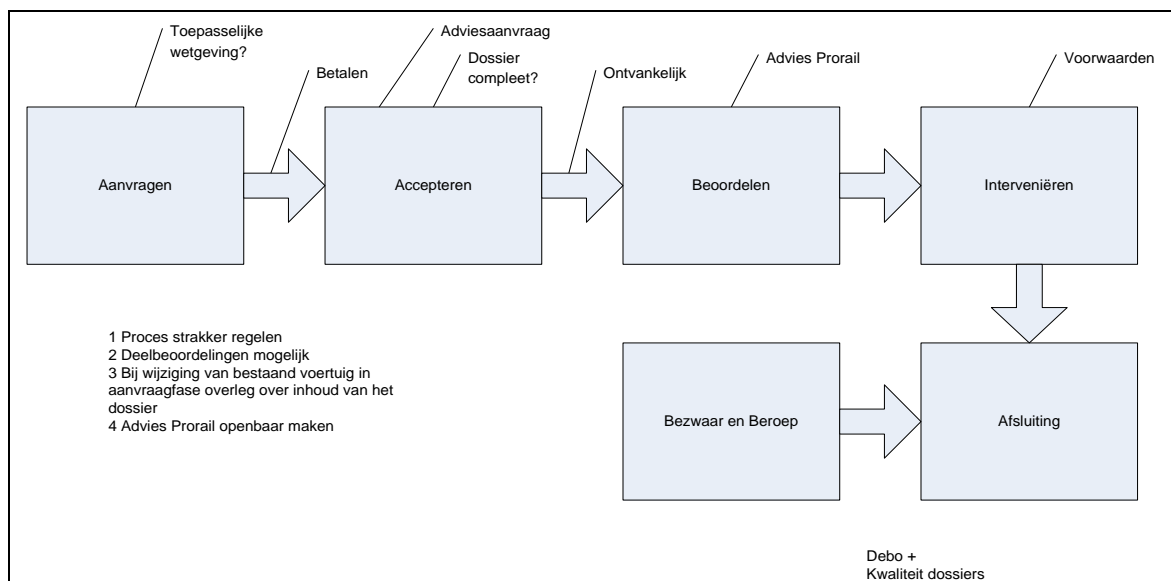 Toepasselijke
wetgeving?
Betalen
Adviesaanvraag
Dossier
compleet?
Ontvankelijk
Advies Prorail
Voorwaarden
Aanvragen
Accepteren
Beoordelen
Interveniëren
1 Proces strakker regelen
2 Deelbeoordelingen mogelijk
3 Bij wijziging van bestaand voertuig in
aanvraagfase overleg over inhoud van het
dossier
4 Advies Prorail openbaar maken
Bezwaar en Beroep
Afsluiting
Debo +
Kwaliteit dossiers